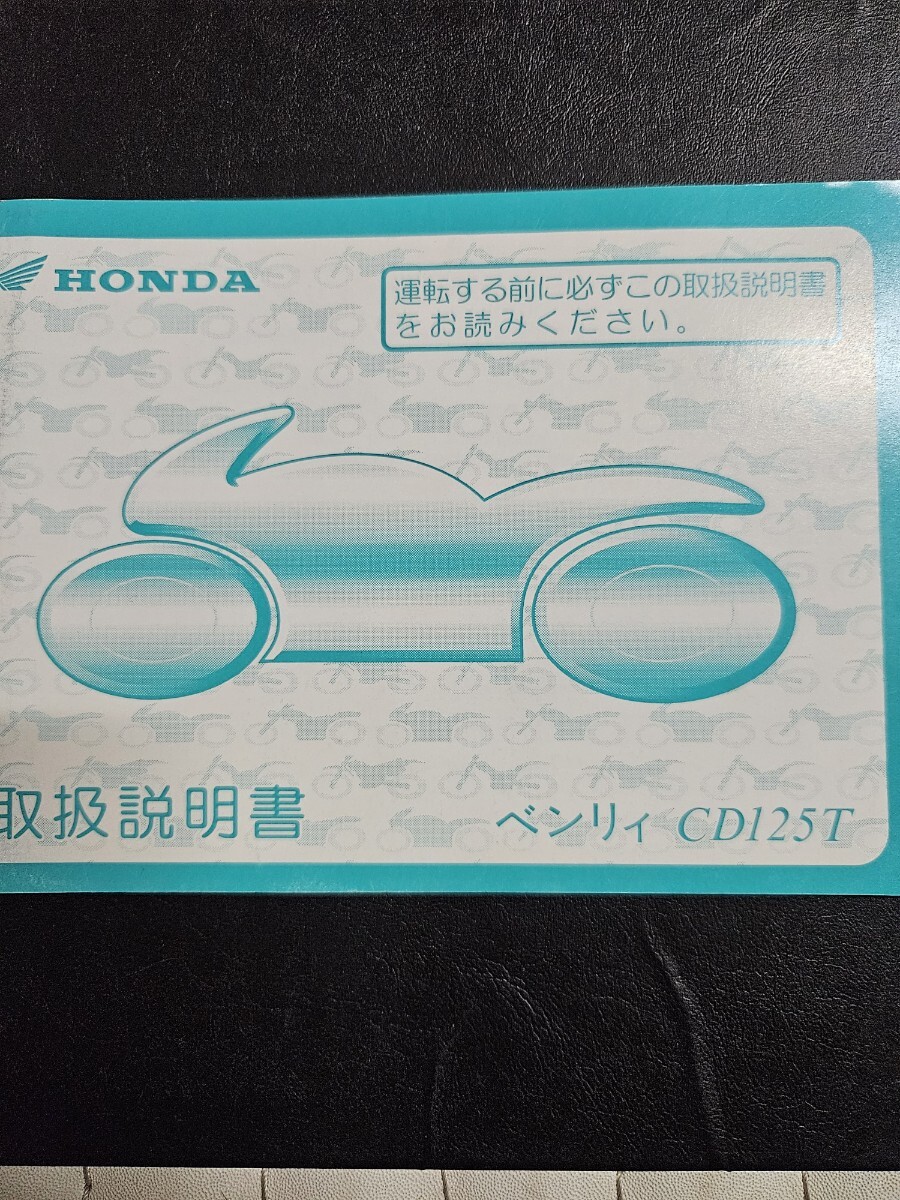 HONDA
運転する前に必ずこの取扱説明書
をお読みください。
取扱説明書
ベンリィ CD125T